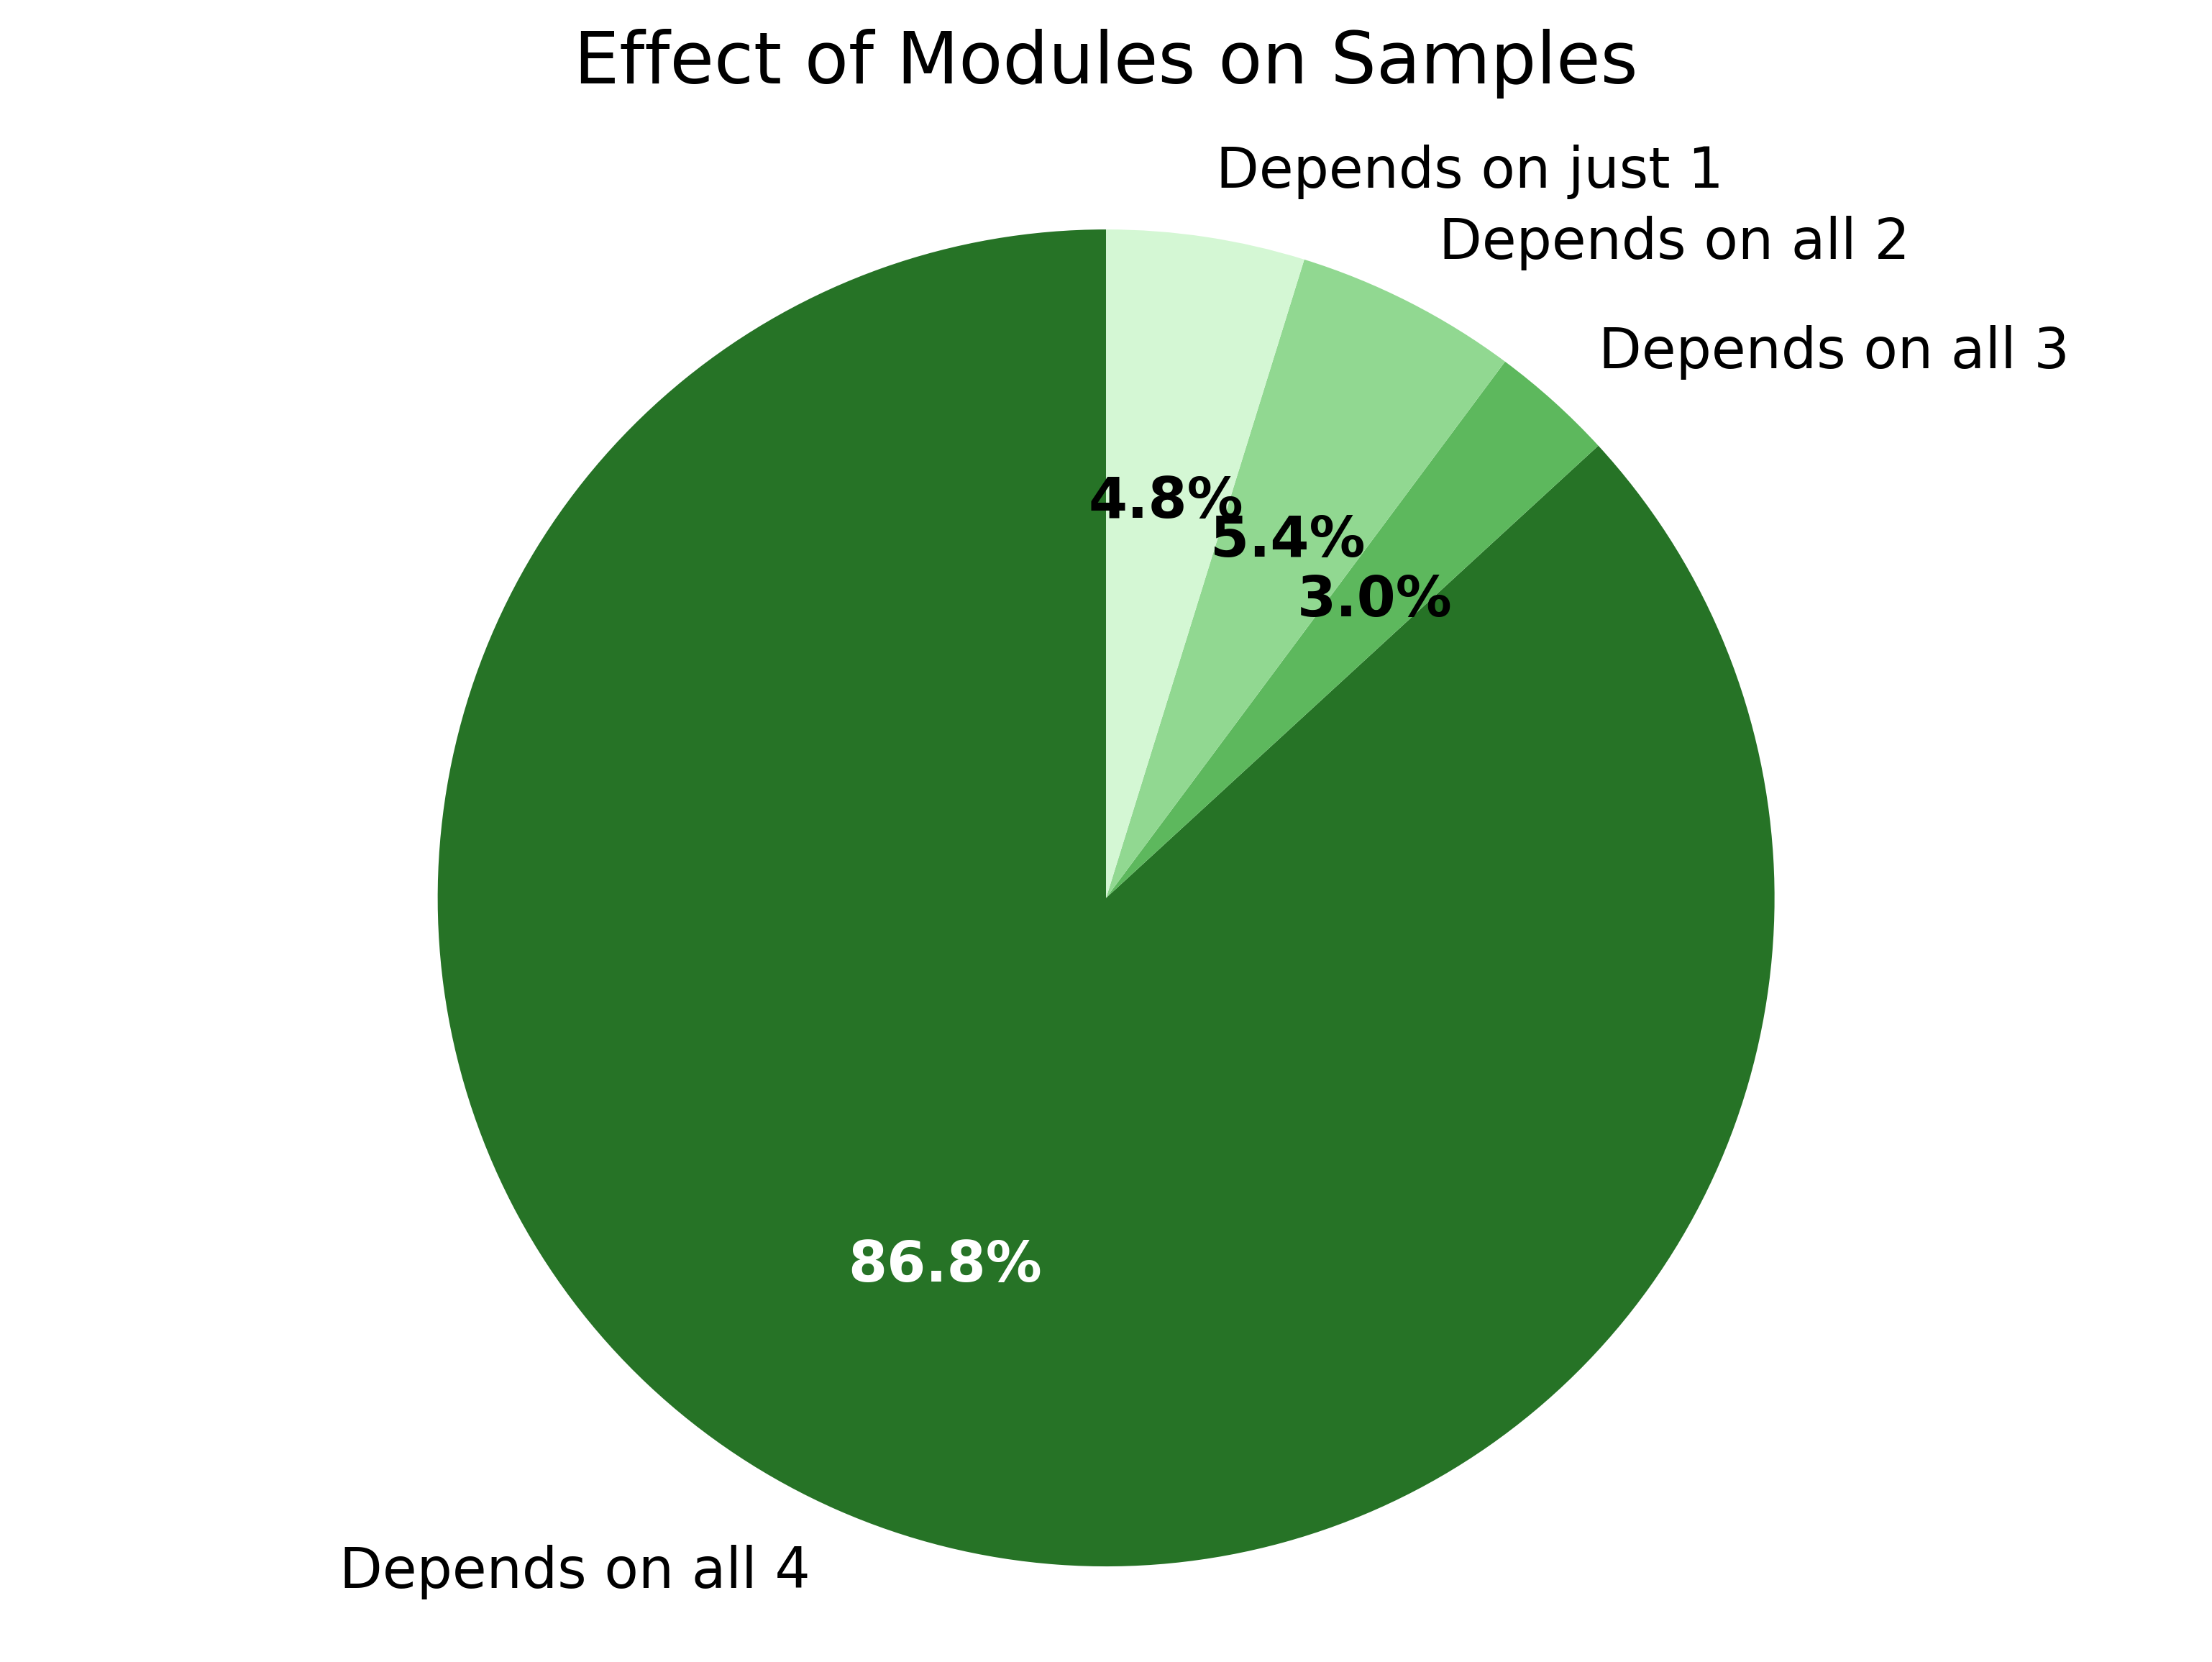 Effect of Modules on Samples
Depends on just 1
Depends on all 2
Depends on all 3
4.8%
5.4%
3.0%
86.8%
Depends on all 4